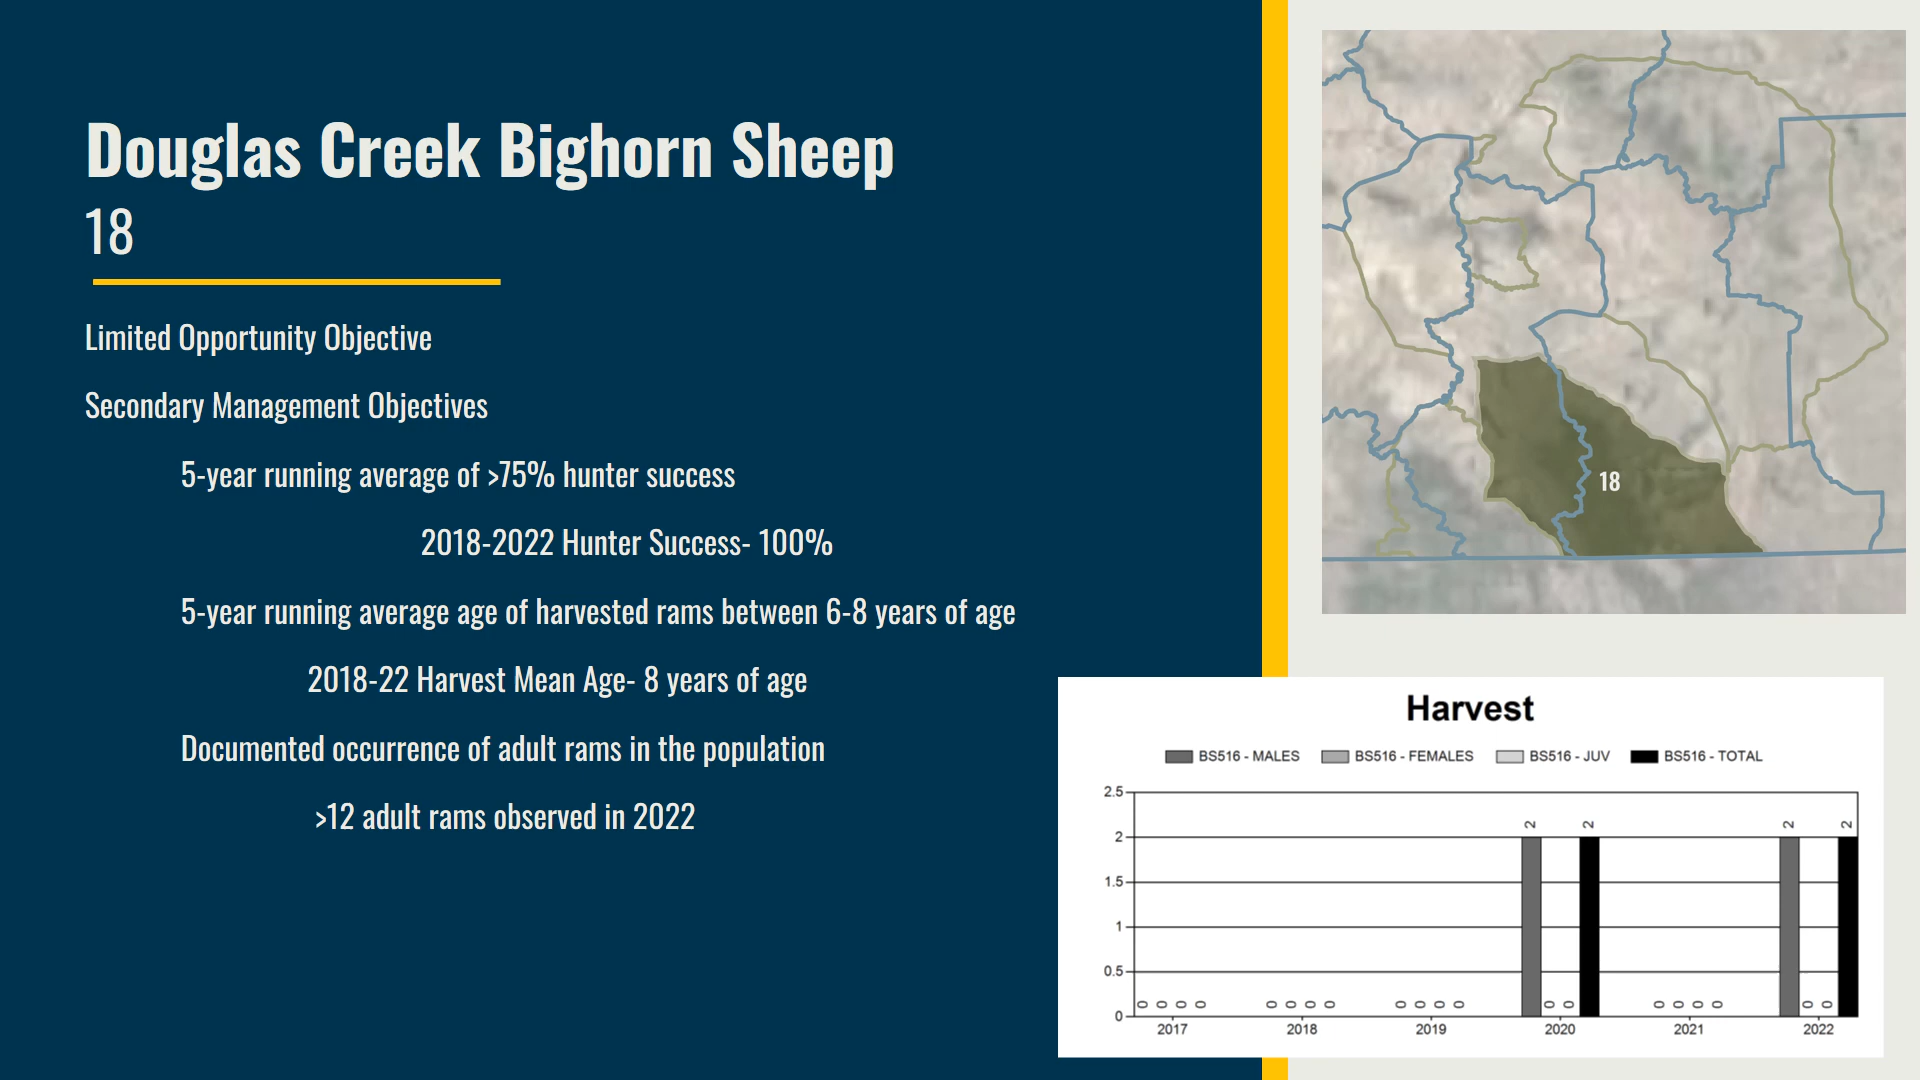 Douglas Creek Bighorn Sheep
18
Limited Opportunity Objective
Secondary Management Objectives
5-year running average of >75% hunter success
2018-2022 Hunter Success- 100%
5-year running average age of harvested rams between 6-8 years of age
2018-22 Harvest Mean Age- 8 years of age
Documented occurrence of adult rams in the population
>12 adult rams observed in 2022
18
Harvest
BS516 - MALES BS516 - FEMALES BS516 - JUV BS516 - TOTAL
2.5
2 2 2 2
2
1.5
1
0.5
0 0 0 0 0 0 0 0 0 0 0 0 0 0 0 0 0 0 0 0
0
2017 2018 2019 2020 2021 2022